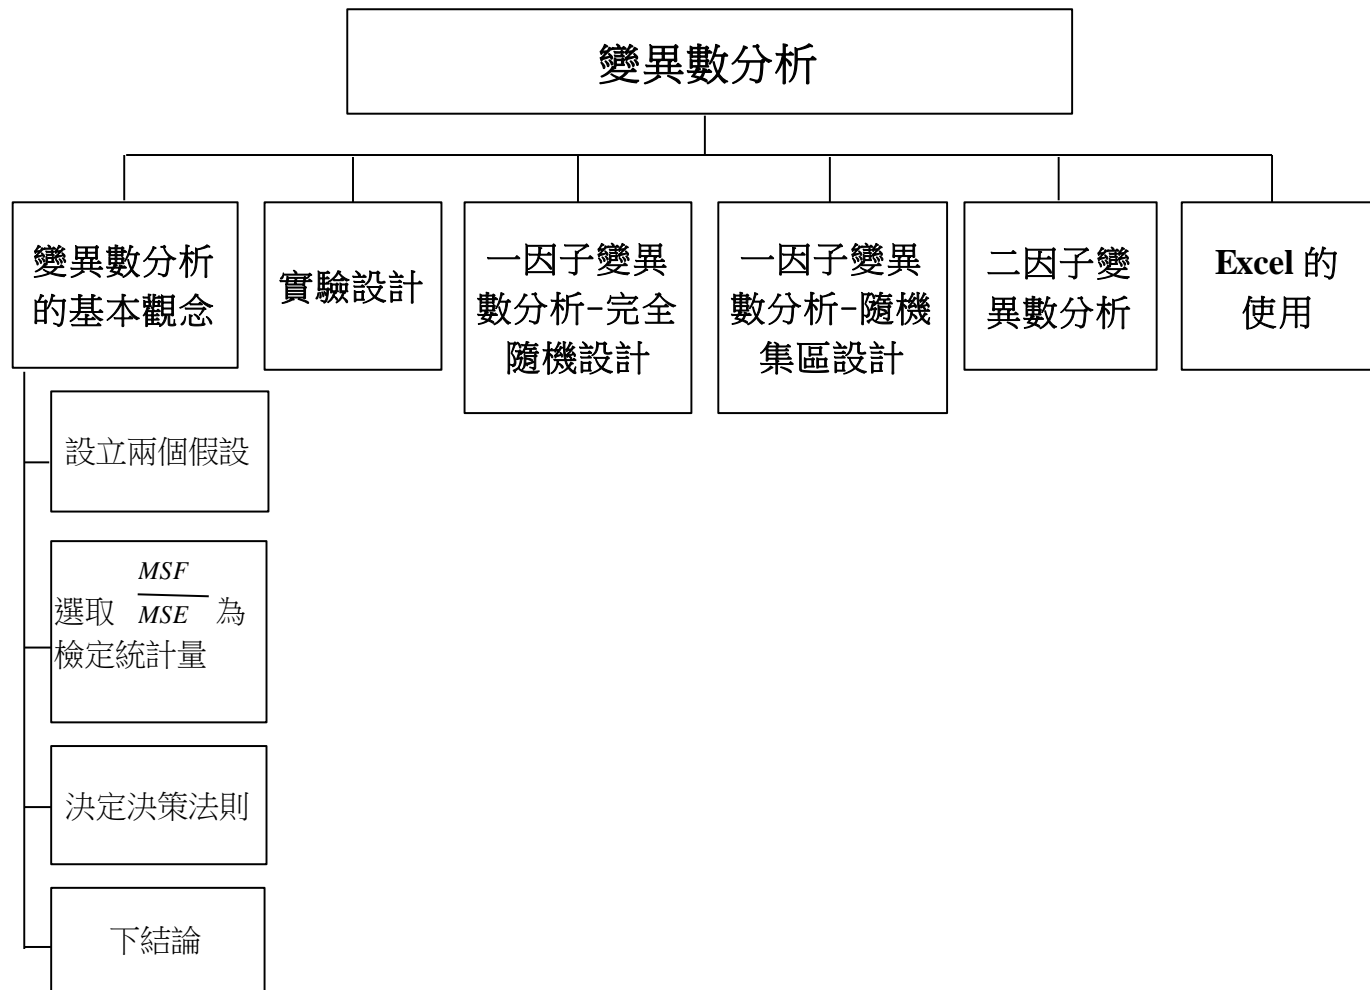 變異數分析
變異數分析
的基本觀念
實驗設計
一因子變異
數分析-完全
隨機設計
一因子變異
數分析-隨機
集區設計
二因子變
異數分析
Excel 的
使用
設立兩個假設
MSF
選取 MSE 為
檢定統計量
決定決策法則
下結論